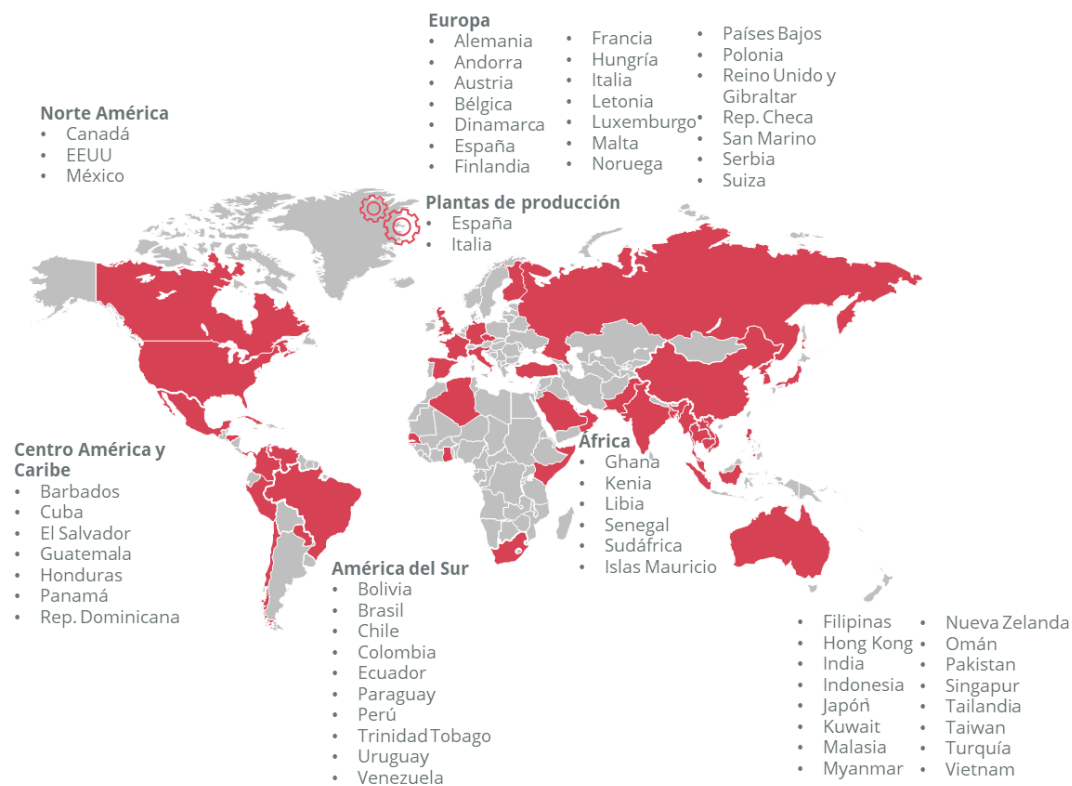 Europa
• Alemania
• Andorra
• Austria
• Bélgica
• Dinamarca
• España
• Finlandia
• Francia
• Hungría
• Italia
• Letonia
• Luxemburgo
• Malta
• Noruega
• Países Bajos
• Polonia
• Reino Unido y
Gibraltar
• Rep. Checa
• San Marino
• Serbia
• Suiza
Norte América
• Canadá
• EEUU
• México
Plantas de producción
• España
• Italia
Centro América y
Caribe
• Barbados
• Cuba
• El Salvador
• Guatemala
• Honduras
• Panamá
• Rep. Dominicana
África
• Ghana
• Kenia
• Libia
• Senegal
• Sudáfrica
• Islas Mauricio
América del Sur
• Bolivia
• Brasil
• Chile
• Colombia
• Ecuador
• Paraguay
• Perú
• Trinidad Tobago
• Uruguay
• Venezuela
• Filipinas
• Hong Kong
• India
• Indonesia
• Japón
• Kuwait
• Malasia
• Myanmar
• Nueva Zelanda
• Omán
• Pakistan
• Singapur
• Tailandia
• Taiwan
• Turquía
• Vietnam